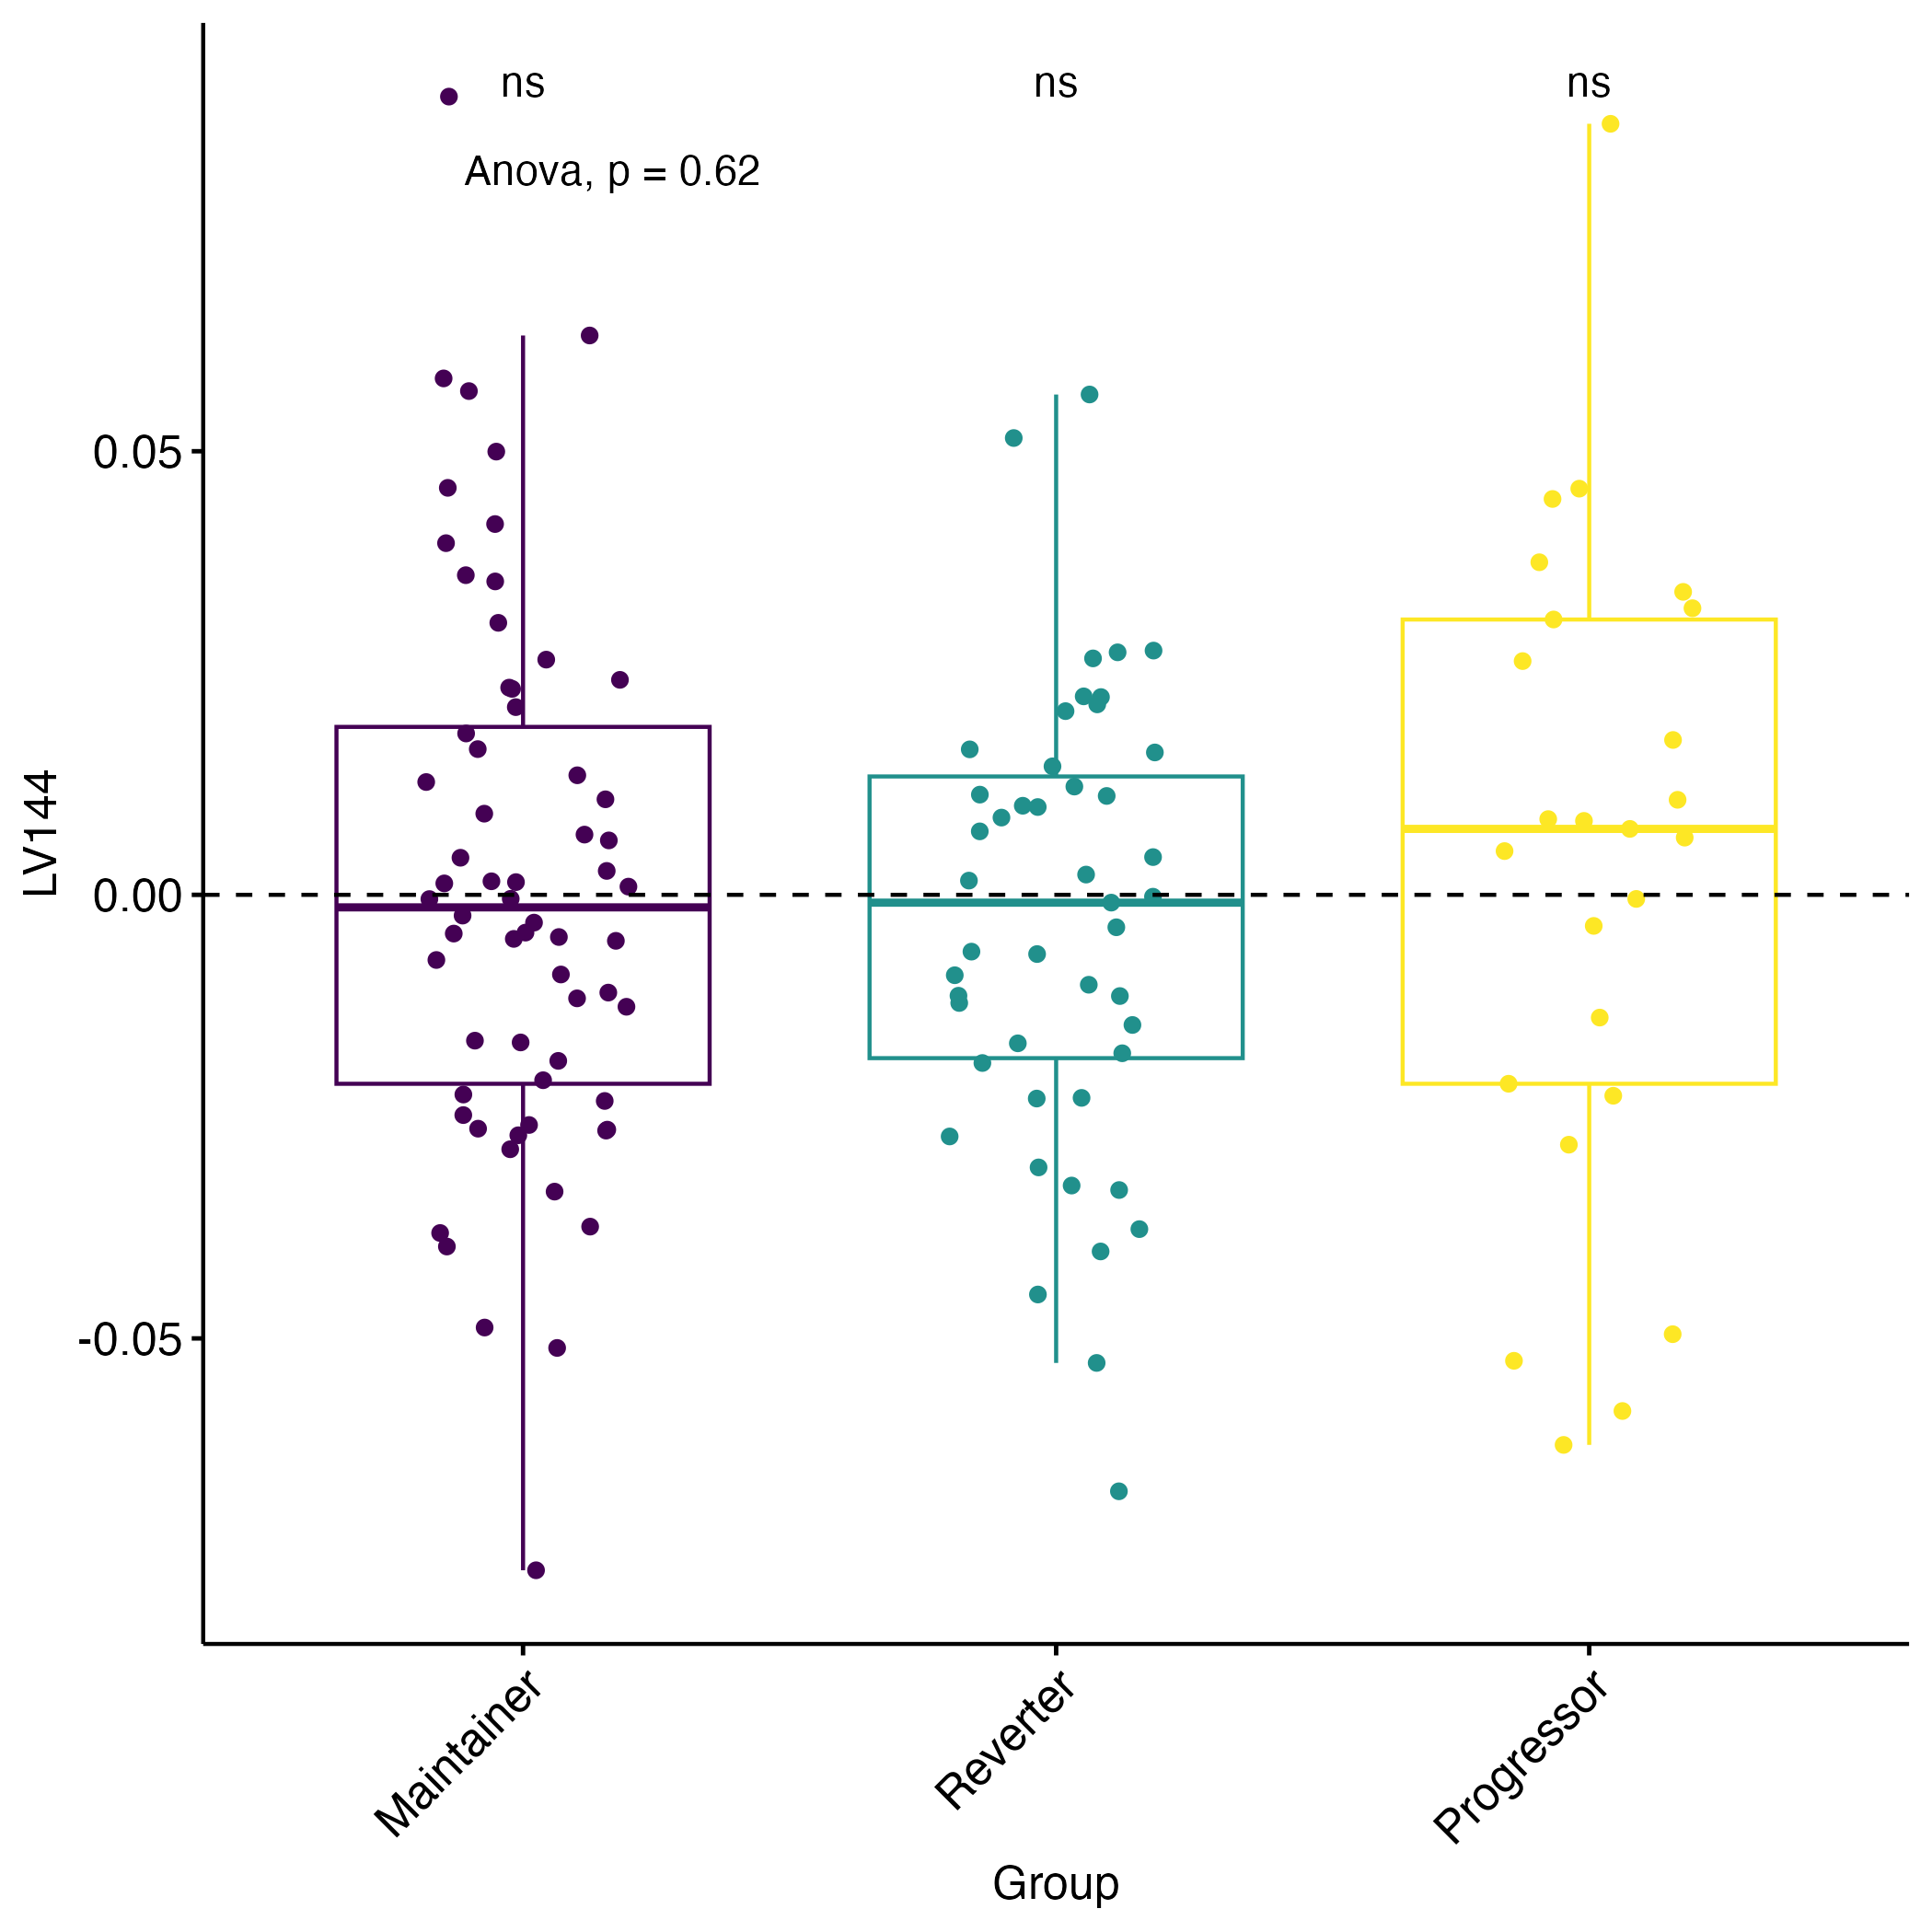 ns ns ns
Anova, p = 0.62
0.05
0.00
-0.05
LV144
Maintainer Reverter Progressor
Group